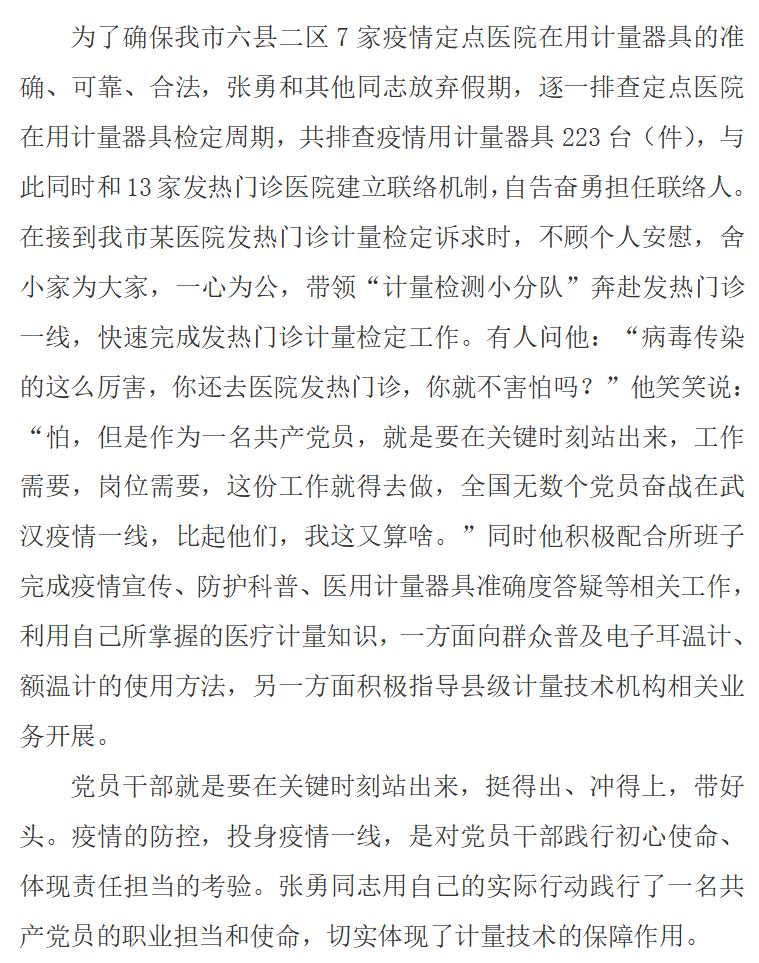 为了确保我市六县二区 7 家疫情定点医院在用计量器具的准
确、可靠、合法，张勇和其他同志放弃假期，逐一排查定点医院
在用计量器具检定周期，共排查疫情用计量器具 223 台（件），与
此同时和 13 家发热门诊医院建立联络机制，自告奋勇担任联络人。
在接到我市某医院发热门诊计量检定诉求时，不顾个人安慰，舍
小家为大家，一心为公，带领“计量检测小分队”奔赴发热门诊
一线，快速完成发热门诊计量检定工作。有人问他：“病毒传染
的这么厉害，你还去医院发热门诊，你就不害怕吗？”他笑笑说：
“怕，但是作为一名共产党员，就是要在关键时刻站出来，工作
需要，岗位需要，这份工作就得去做，全国无数个党员奋战在武
汉疫情一线，比起他们，我这又算啥。”同时他积极配合所班子
完成疫情宣传、防护科普、医用计量器具准确度答疑等相关工作，
利用自己所掌握的医疗计量知识，一方面向群众普及电子耳温计、
额温计的使用方法，另一方面积极指导县级计量技术机构相关业
务开展。
党员干部就是要在关键时刻站出来，挺得出、冲得上，带好
头。疫情的防控，投身疫情一线，是对党员干部践行初心使命、
体现责任担当的考验。张勇同志用自己的实际行动践行了一名共
产党员的职业担当和使命，切实体现了计量技术的保障作用。